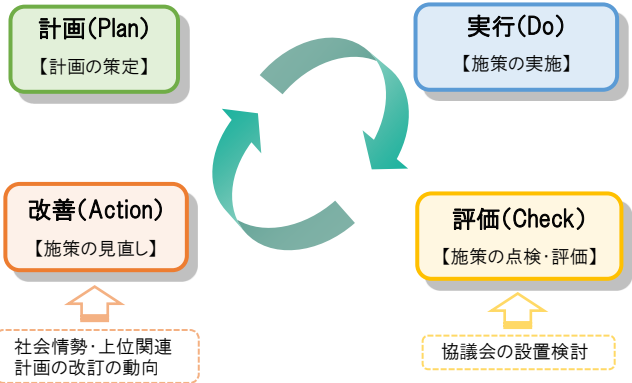 計画(Plan)
【計画の策定】
実行(Do)
【施策の実施】
改善(Action)
【施策の見直し】
評価(Check)
【施策の点検・評価】
社会情勢・上位関連
計画の改訂の動向
協議会の設置検討